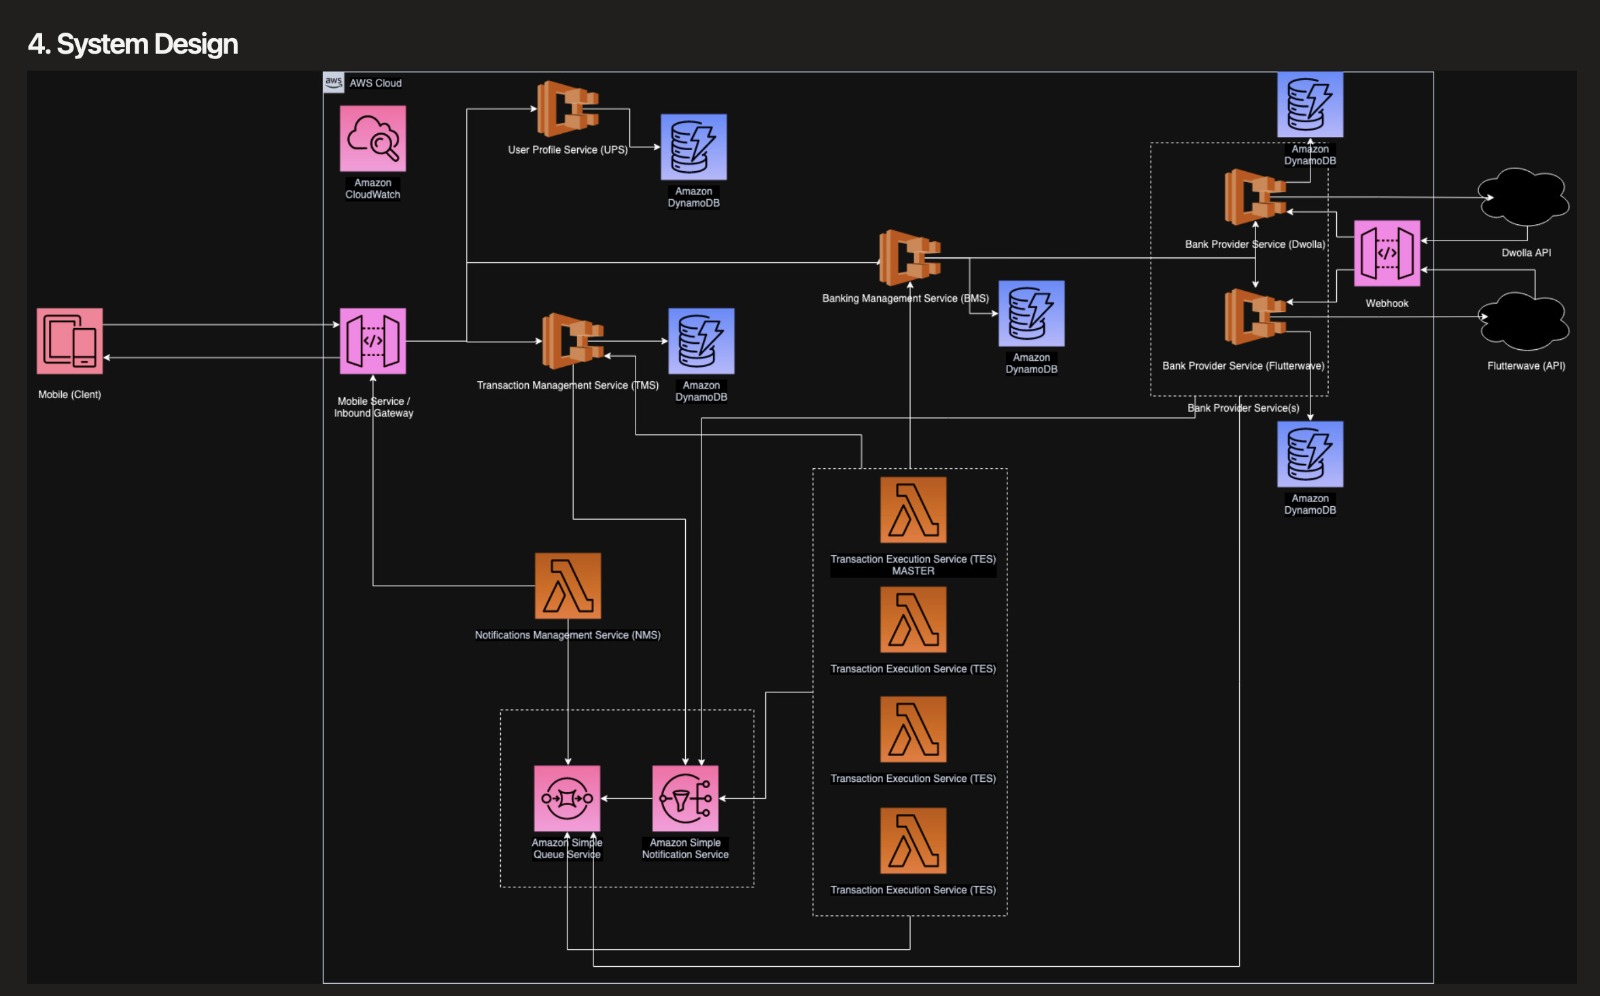 4. System Design
aws
AWS Cloud
Amazon
CloudWatch
User Profile Service (UPS)
Amazon
DynamoDB
Amazon
DynamoDB
Bank Provider Service (Dwolla)
Dwolla API
Banking Management Service (BMS)
Webhook
Amazon
DynamoDB
Bank Provider Service (Flutterwave)
Flutterwave (API)
Mobile (Clent)
Mobile Service /
Inbound Gateway
Transaction Management Service (TMS)
Amazon
DynamoDB
Bank Provider Service(s)
Amazon
DynamoDB
Transaction Execution Service (TES)
MASTER
Notifications Management Service (NMS)
Transaction Execution Service (TES)
Transaction Execution Service (TES)
Amazon Simple
Queue Service
Amazon Simple
Notification Service
Transaction Execution Service (TES)